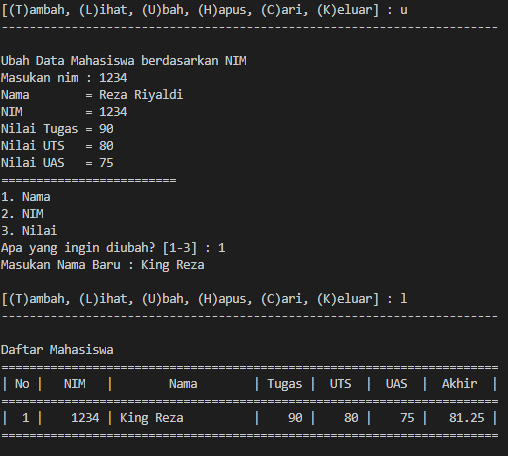 [(T)ambah, (L)ihat, (U)bah, (H)apus, (C)ari, (K)eluar] : u
-----------------------------------------------------------------------
Ubah Data Mahasiswa berdasarkan NIM
Masukan nim : 1234
Nama        = Reza Riyaldi
NIM         = 1234
Nilai Tugas = 90
Nilai UTS   = 80
Nilai UAS   = 75
=========================
1. Nama
2. NIM
3. Nilai
Apa yang ingin diubah? [1-3] : 1
Masukan Nama Baru : King Reza
[(T)ambah, (L)ihat, (U)bah, (H)apus, (C)ari, (K)eluar] : l
-----------------------------------------------------------------------
Daftar Mahasiswa
=======================================================================
| No |   NIM   |        Nama        | Tugas |  UTS  |  UAS  |  Akhir  |
=======================================================================
|  1 |    1234 | King Reza          |    90 |    80 |    75 |   81.25 |
=======================================================================